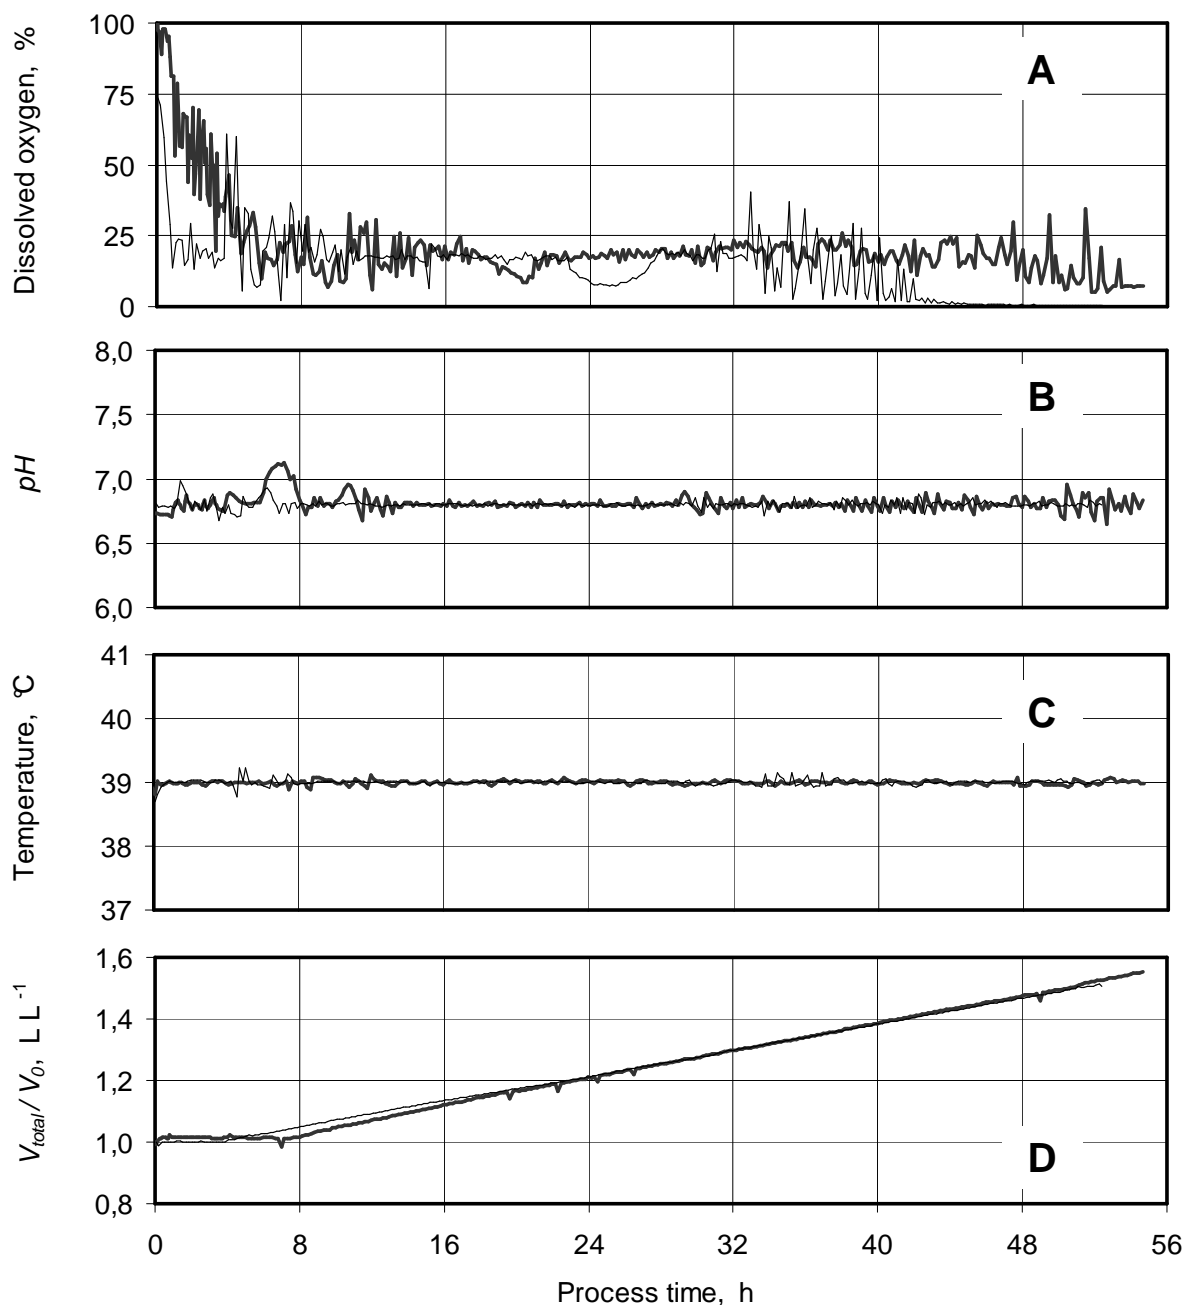 Dissolved oxygen, %
100
75
50
25
0
A
pH
8,0
7,5
7,0
6,5
6,0
B
Temperature, °C
41
40
39
38
37
C
V_total / V_0, L L⁻¹
1,6
1,4
1,2
1,0
0,8
D
0 8 16 24 32 40 48 56
Process time, h